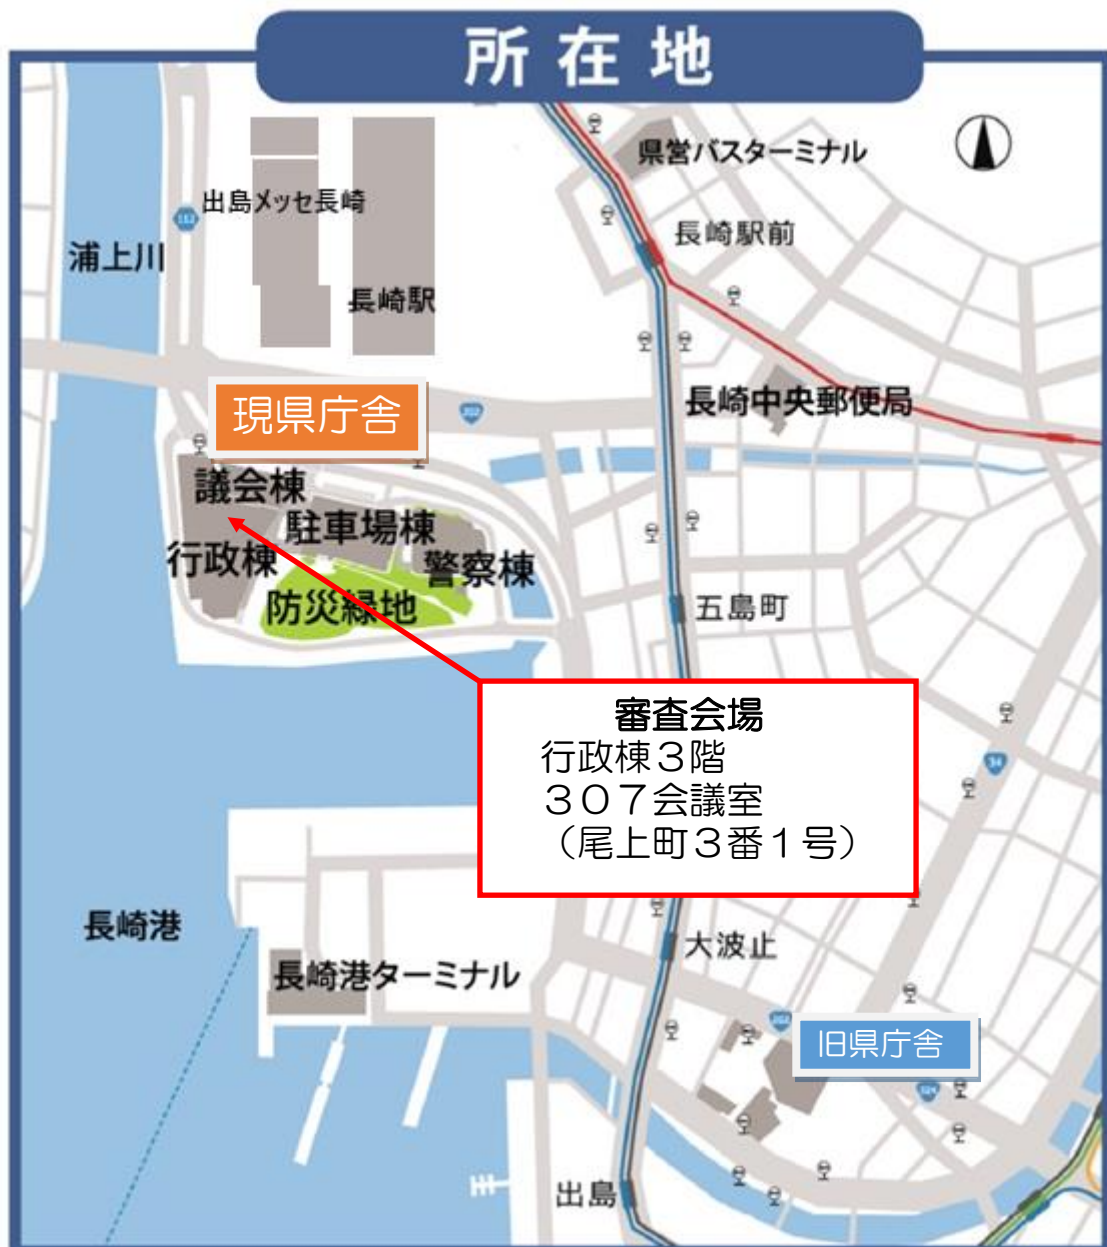 所在地
県営バスターミナル
出島メッセ長崎
112
長崎駅前
浦上川
長崎駅
現県庁舎
202
長崎中央郵便局
議会棟
駐車場棟
行政棟
警察棟
防災緑地
五島町
審査会場
行政棟3階
307会議室
(尾上町3番1号)
34
長崎港
大波止
長崎港ターミナル
202
旧県庁舎
324
出島